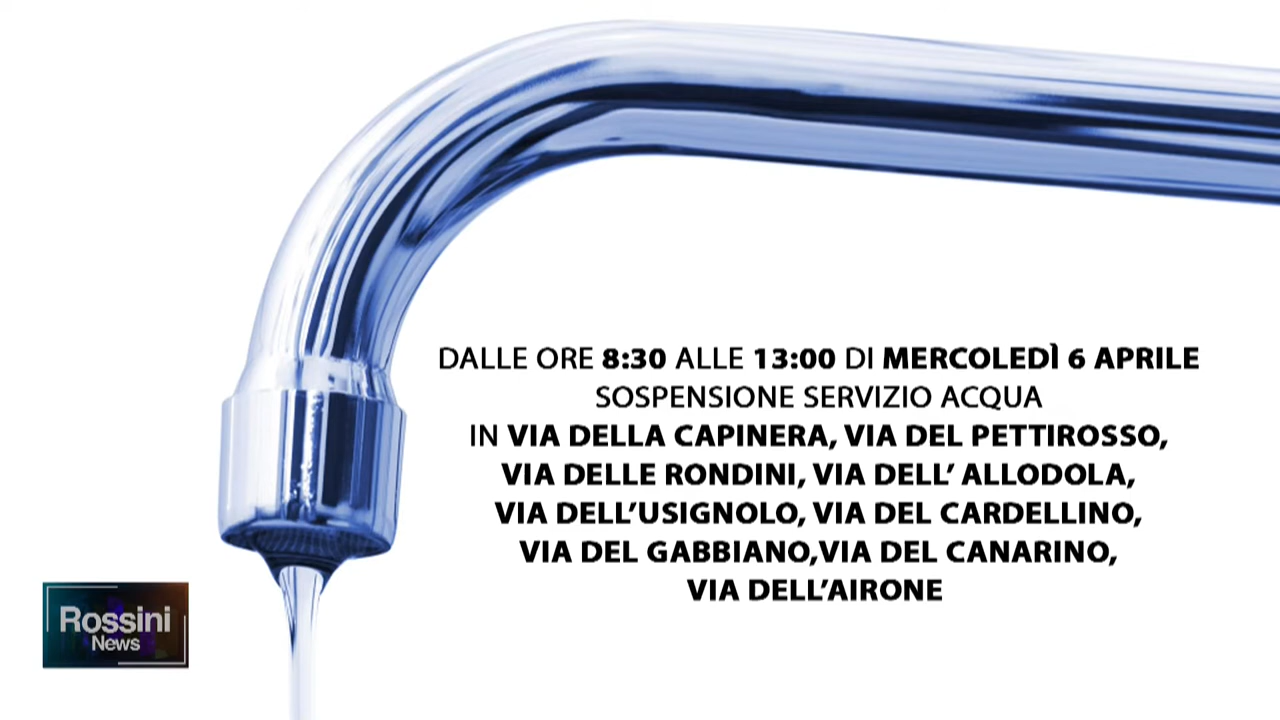 DALLE ORE 8:30 ALLE 13:00 DI MERCOLEDÌ 6 APRILE
SOSPENSIONE SERVIZIO ACQUA
IN VIA DELLA CAPINERA, VIA DEL PETTIROSSO,
VIA DELLE RONDINI, VIA DELL’ ALLODOLA,
VIA DELL’USIGNOLO, VIA DEL CARDELLINO,
VIA DEL GABBIANO,VIA DEL CANARINO,
VIA DELL’AIRONE
Rossini
News